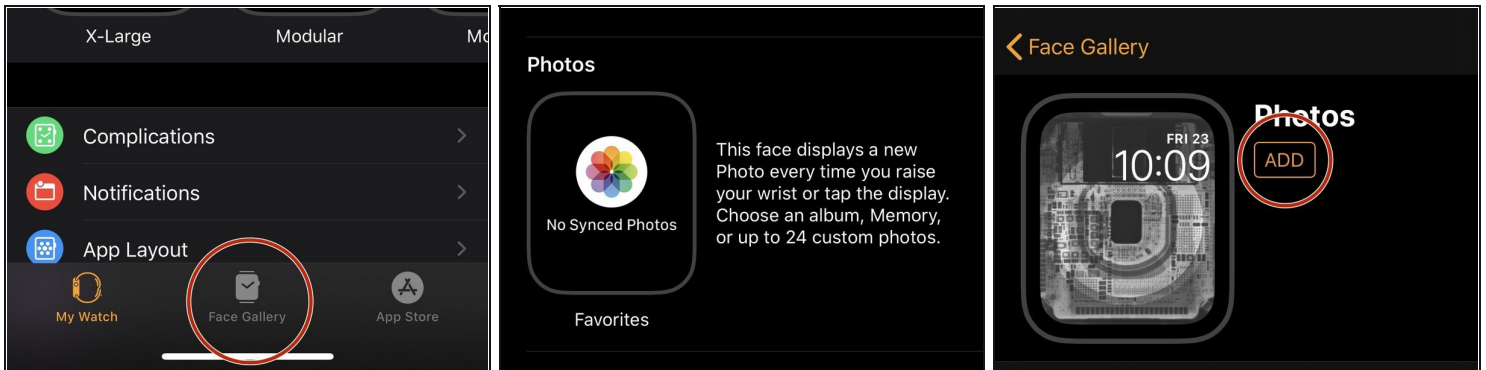 X-Large
Modular
Complications
Notifications
App Layout
My Watch
Face Gallery
App Store
Photos
No Synced Photos
This face displays a new
Photo every time you raise
your wrist or tap the display.
Choose an album, Memory,
or up to 24 custom photos.
Favorites
Face Gallery
Photos
ADD
FRI 23
10:09